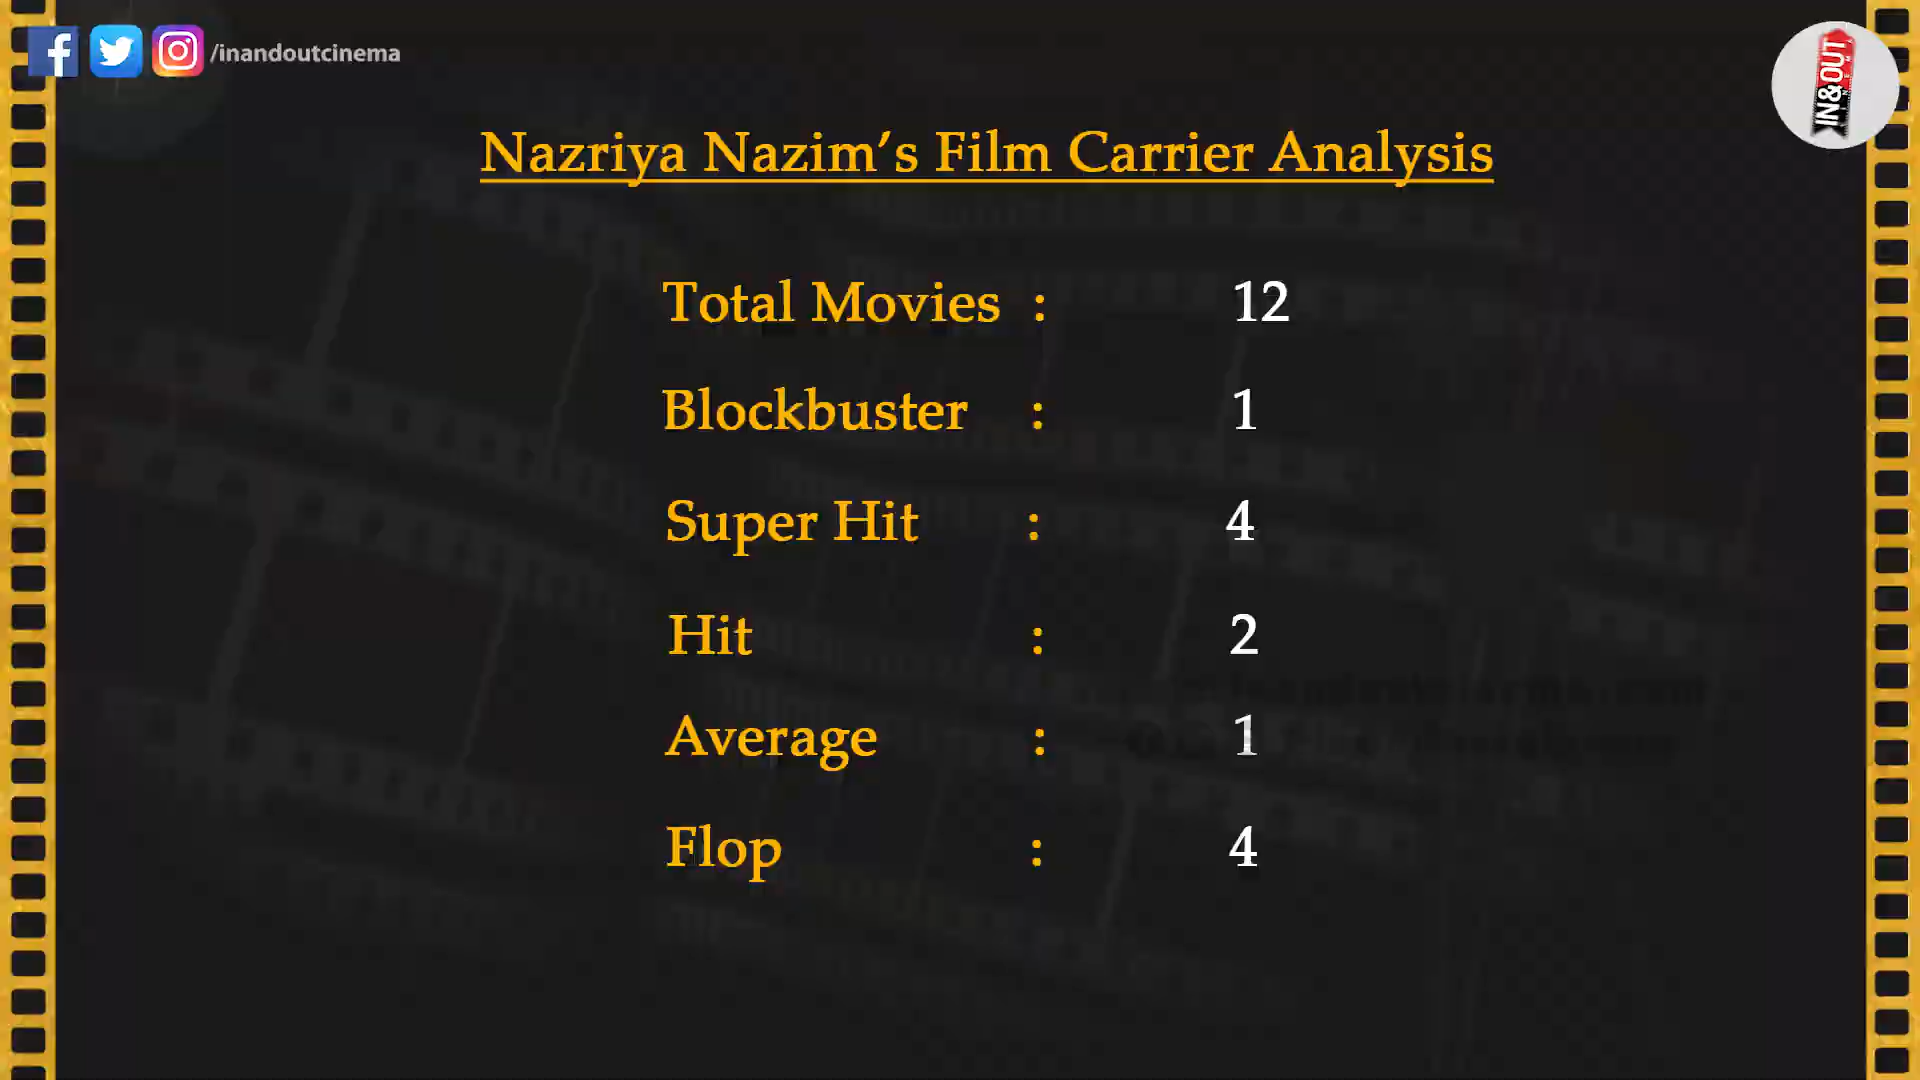 /inandoutcinema
IN&OUT
Nazriya Nazim’s Film Carrier Analysis
Total Movies : 12
Blockbuster : 1
Super Hit : 4
Hit : 2
Average : 1
Flop : 4